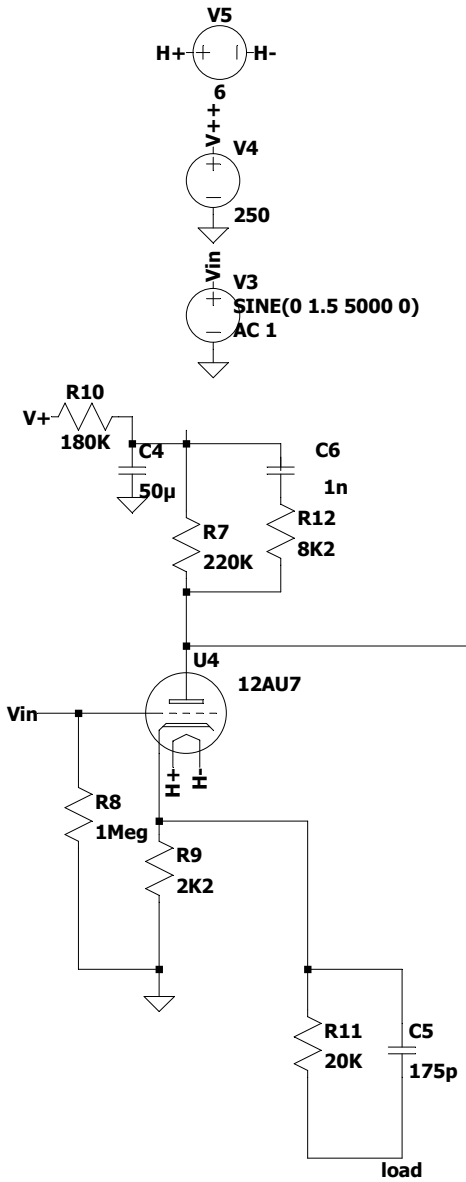 V5
H+
H-
6
V++
V4
250
Vin
V3
SINE(0 1.5 5000 0)
AC 1
R10
V+
180K
C4
50µ
C6
1n
R12
8K2
R7
220K
U4
12AU7
Vin
H+
H-
R8
1Meg
R9
2K2
R11
20K
C5
175p
load